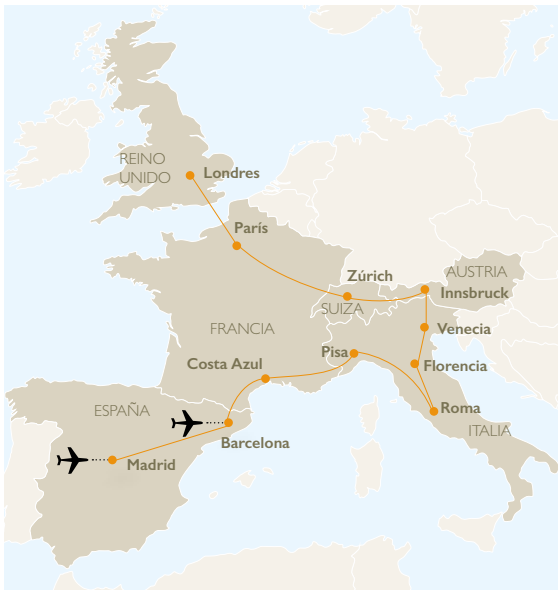 REINO
UNIDO
Londres
París
Zúrich
AUSTRIA
Innsbruck
SUIZA
FRANCIA
Venecia
Pisa
Costa Azul
Florencia
ESPAÑA
Roma
Barcelona
ITALIA
Madrid